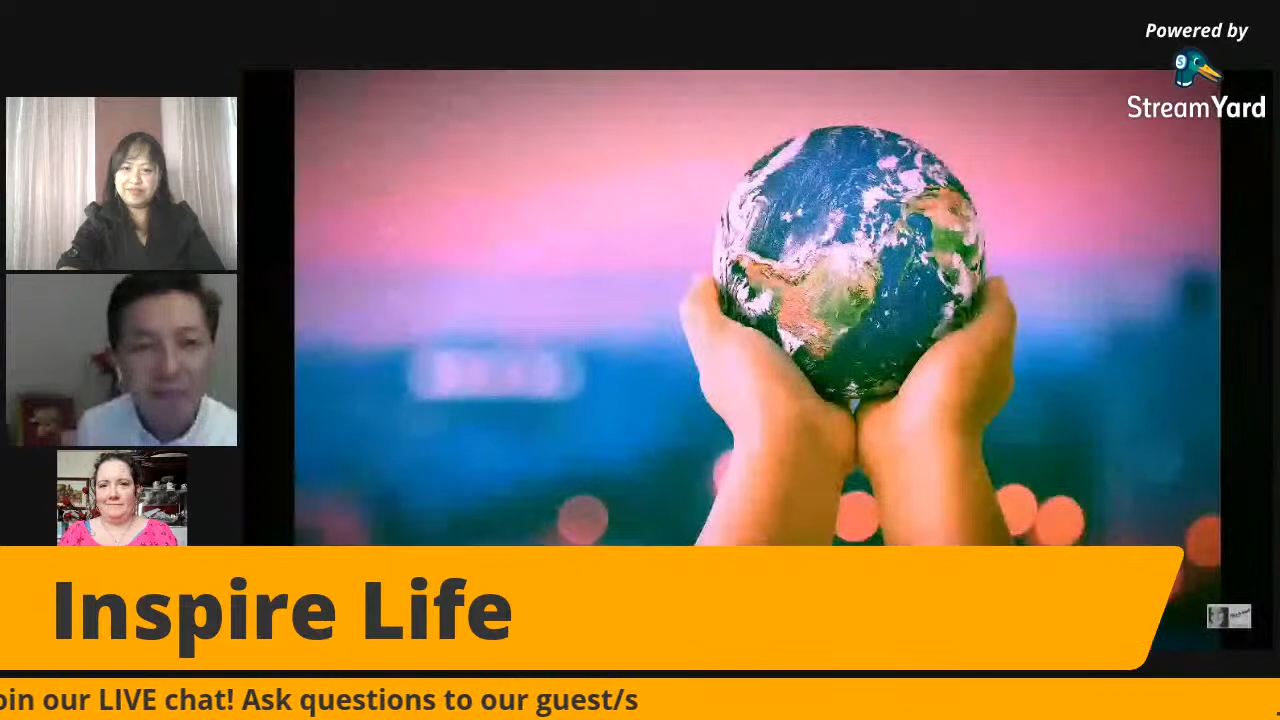 Powered by
StreamYard
Inspire Life
oin our LIVE chat! Ask questions to our guest/s